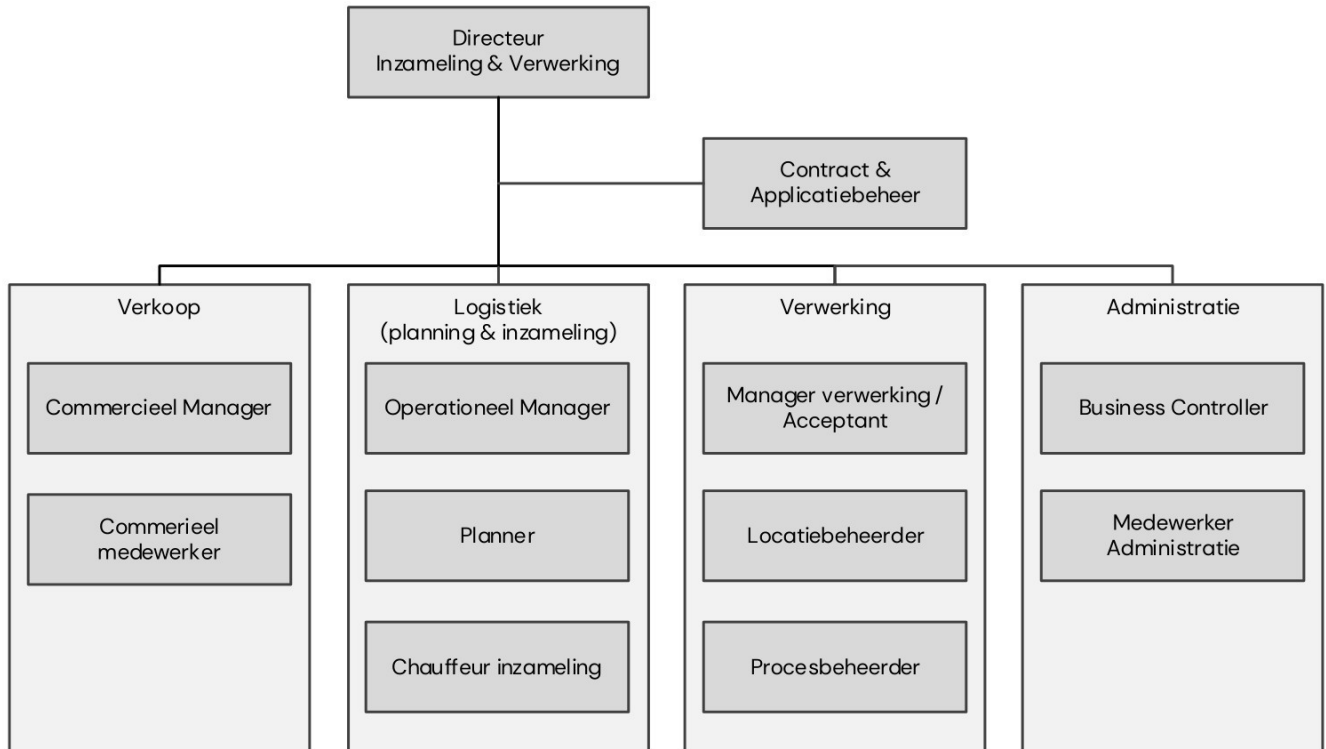 Directeur
Inzameling & Verwerking
Contract &
Applicatiebeheer
Verkoop
Commercieel Manager
Commerieel
medewerker
Logistiek
(planning & inzameling)
Operationeel Manager
Planner
Chauffeur inzameling
Verwerking
Manager verwerking /
Acceptant
Locatiebeheerder
Procesbeheerder
Administratie
Business Controller
Medewerker
Administratie